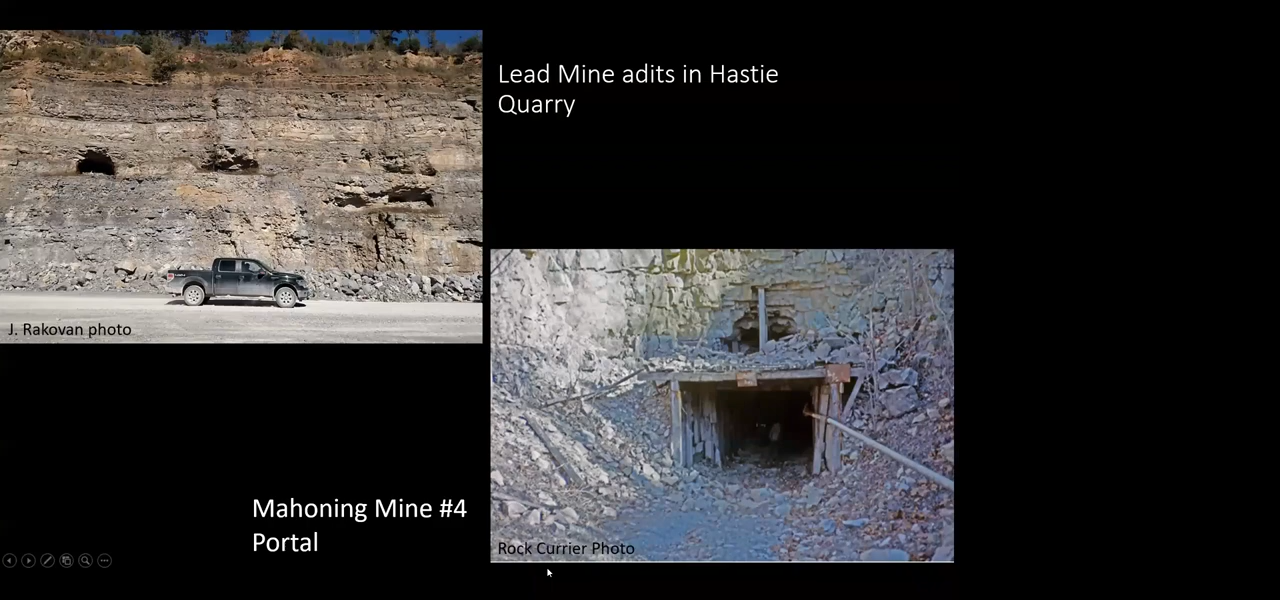 Lead Mine adits in Hastie
Quarry
J. Rakovan photo
Mahoning Mine #4
Portal
Rock Currier Photo